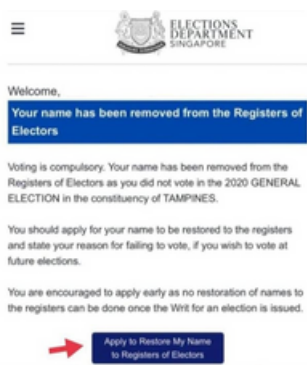 ELECTIONS
DEPARTMENT
SINGAPORE
Welcome,
Your name has been removed from the Registers of
Electors
Voting is compulsory. Your name has been removed from the
Registers of Electors as you did not vote in the 2020 GENERAL
ELECTION in the constituency of TAMPINES.
You should apply for your name to be restored to the registers
and state your reason for failing to vote, if you wish to vote at
future elections.
You are encouraged to apply early as no restoration of names to
the registers can be done once the Writ for an election is issued.
Apply to Restore My Name
to Registers of Electors